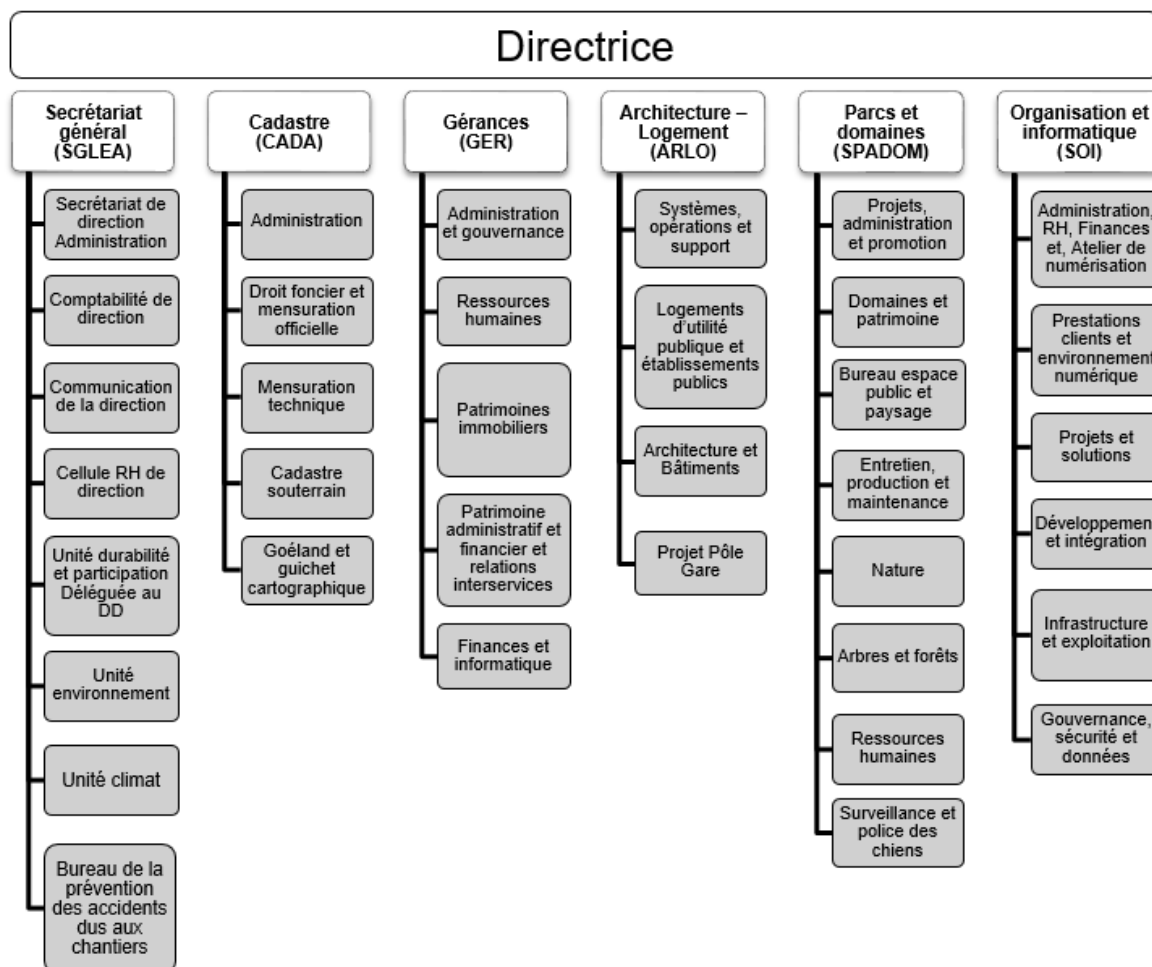 Directrice
Secrétariat
général
(SGLEA)
Secrétariat de
direction
Administration
Comptabilité de
direction
Communication
de la direction
Cellule RH de
direction
Unité durabilité
et participation
Déléguée au
DD
Unité
environnement
Unité climat
Bureau de la
prévention
des accidents
dus aux
chantiers
Cadastre
(CADA)
Administration
Droit foncier et
mensuration
officielle
Mensuration
technique
Cadastre
souterrain
Goéland et
guichet
cartographique
Gérances
(GER)
Administration
et gouvernance
Ressources
humaines
Patrimoines
immobiliers
Patrimoine
administratif et
financier et
relations
interservices
Finances et
informatique
Architecture –
Logement
(ARLO)
Systèmes,
opérations et
support
Logements
d'utilité
publique et
établissements
publics
Architecture et
Bâtiments
Projet Pôle
Gare
Parcs et
domaines
(SPADOM)
Projets,
administration
et promotion
Domaines et
patrimoine
Bureau espace
public et
paysage
Entretien,
production et
maintenance
Nature
Arbres et forêts
Ressources
humaines
Surveillance et
police des
chiens
Organisation et
informatique
(SOI)
Administration,
RH, Finances
et, Atelier de
numérisation
Prestations
clients et
environnement
numérique
Projets et
solutions
Développement
et intégration
Infrastructure
et exploitation
Gouvernance,
sécurité et
données